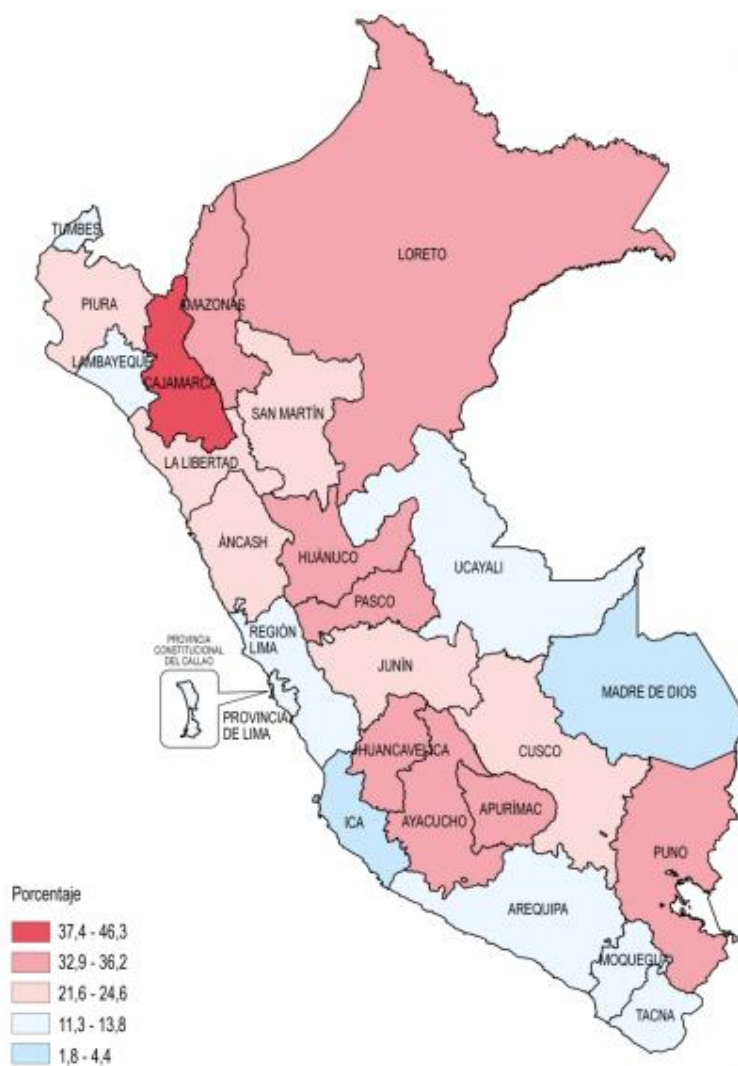 TUMBES
LORETO
PIURA
AMAZONAS
LAMBAYEQUE
CAJAMARCA
SAN MARTÍN
LA LIBERTAD
ÁNCASH
HUÁNUCO
UCAYALI
PASCO
REGIÓN
LIMA
PROVINCIA
CONSTITUCIONAL
DEL CALLAO
JUNÍN
MADRE DE DIOS
PROVINCIA
DE LIMA
HUANCAVELICA
CUSCO
ICA
AYACUCHO
APURÍMAC
PUNO
AREQUIPA
MOQUEGUA
TACNA
Porcentaje
37,4 - 46,3
32,9 - 36,2
21,6 - 24,6
11,3 - 13,8
1,8 - 4,4